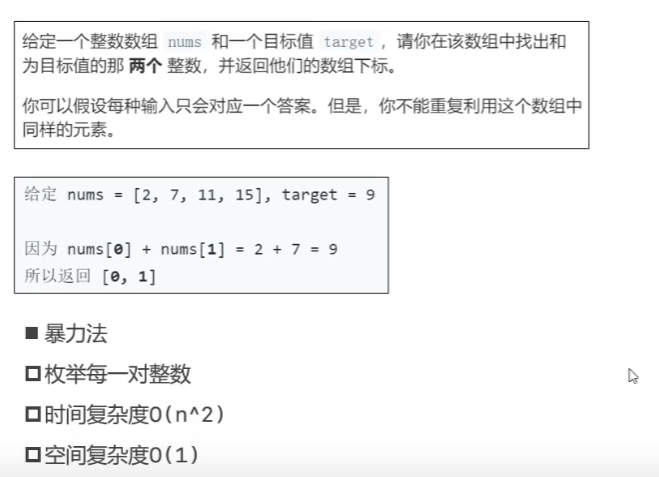 给定一个整数数组 nums 和一个目标值 target，请你在该数组中找出和
为目标值的那 两个 整数，并返回他们的数组下标。
你可以假设每种输入只会对应一个答案。但是，你不能重复利用这个数组中
同样的元素。
给定 nums = [2, 7, 11, 15], target = 9
因为 nums[0] + nums[1] = 2 + 7 = 9
所以返回 [0, 1]
暴力法
枚举每一对整数
时间复杂度O(n^2)
空间复杂度O(1)